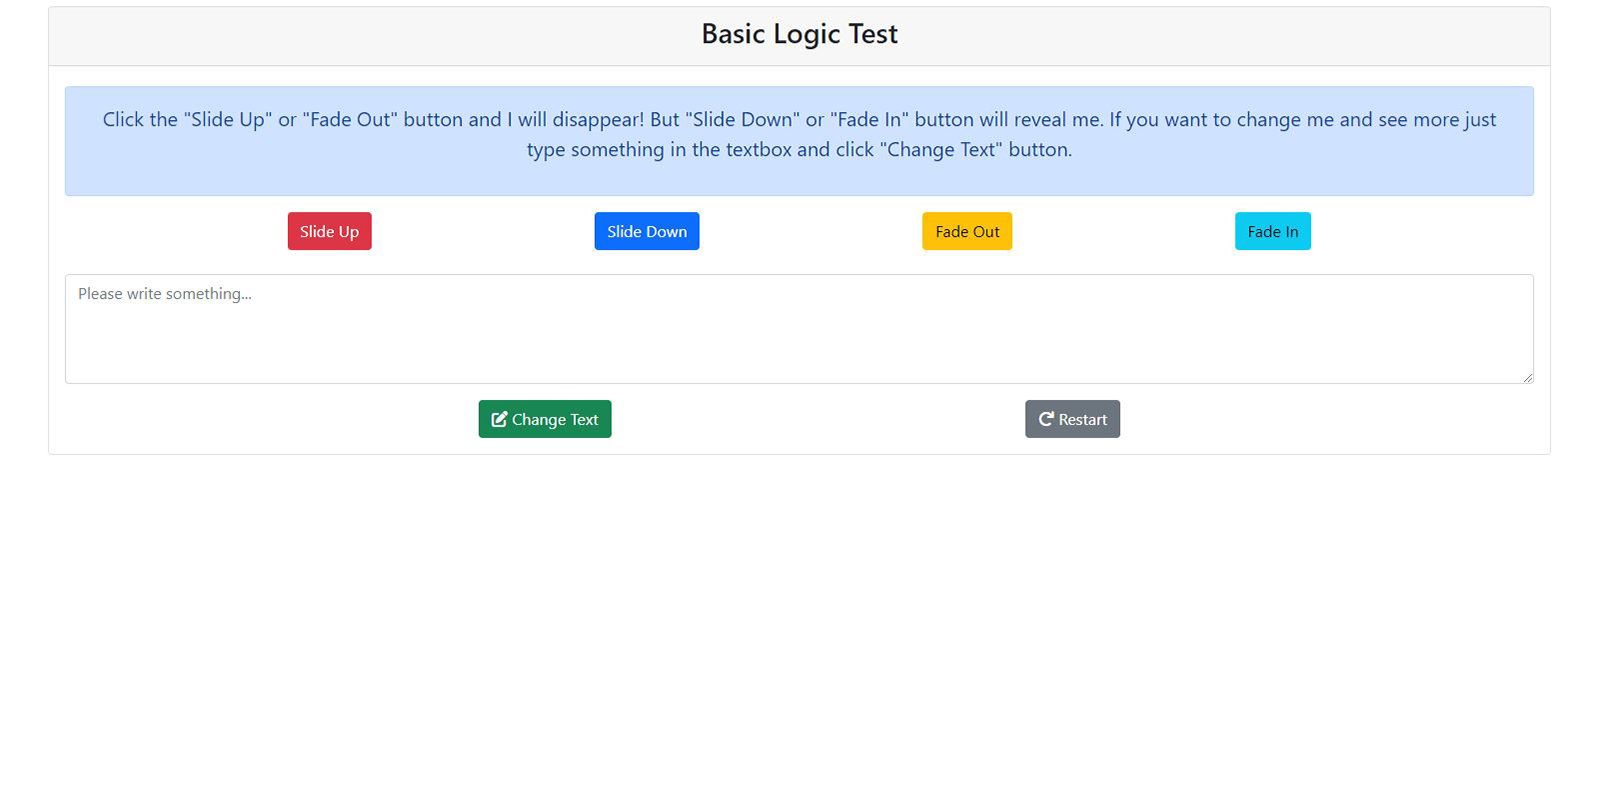 Basic Logic Test
Click the "Slide Up" or "Fade Out" button and I will disappear! But "Slide Down" or "Fade In" button will reveal me. If you want to change me and see more just
type something in the textbox and click "Change Text" button.
Slide Up
Slide Down
Fade Out
Fade In
Please write something...
Change Text
Restart